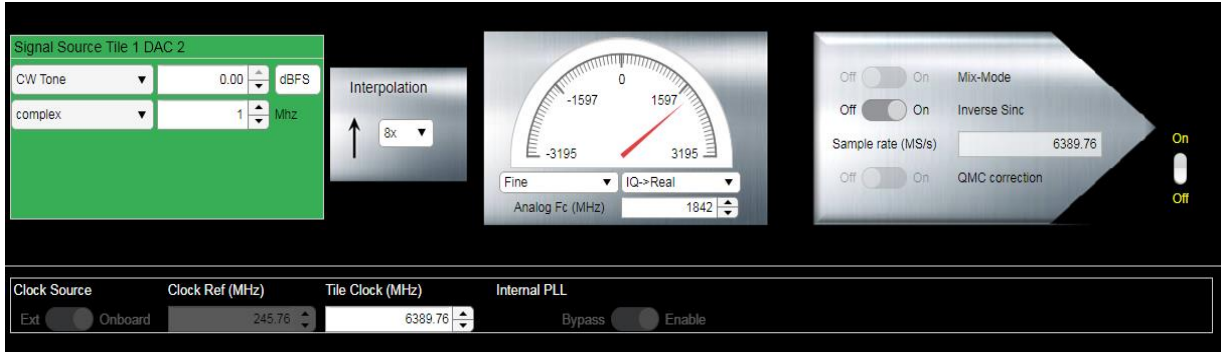 Signal Source Tile 1 DAC 2
CW Tone 0.00 dBFS
complex 1 Mhz
Interpolation
8x
0
-1597 1597
-3195 3195
Fine IQ->Real
Analog Fc (MHz) 1842
Off On Mix-Mode
Off On Inverse Sinc
Sample rate (MS/s) 6389.76
Off On QMC correction
On
Off
Clock Source Clock Ref (MHz) Tile Clock (MHz) Internal PLL
Ext Onboard 245.76 6389.76 Bypass Enable